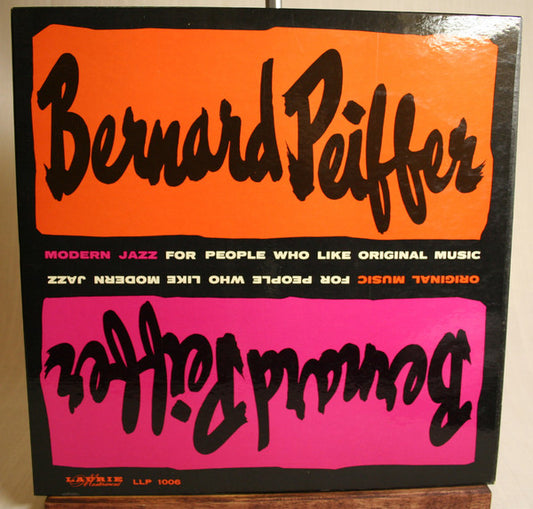 Bernard Peiffer
MODERN JAZZ FOR PEOPLE WHO LIKE ORIGINAL MUSIC
ORIGINAL MUSIC FOR PEOPLE WHO LIKE MODERN JAZZ
Bernard Peiffer
LAURIE LLP 1006